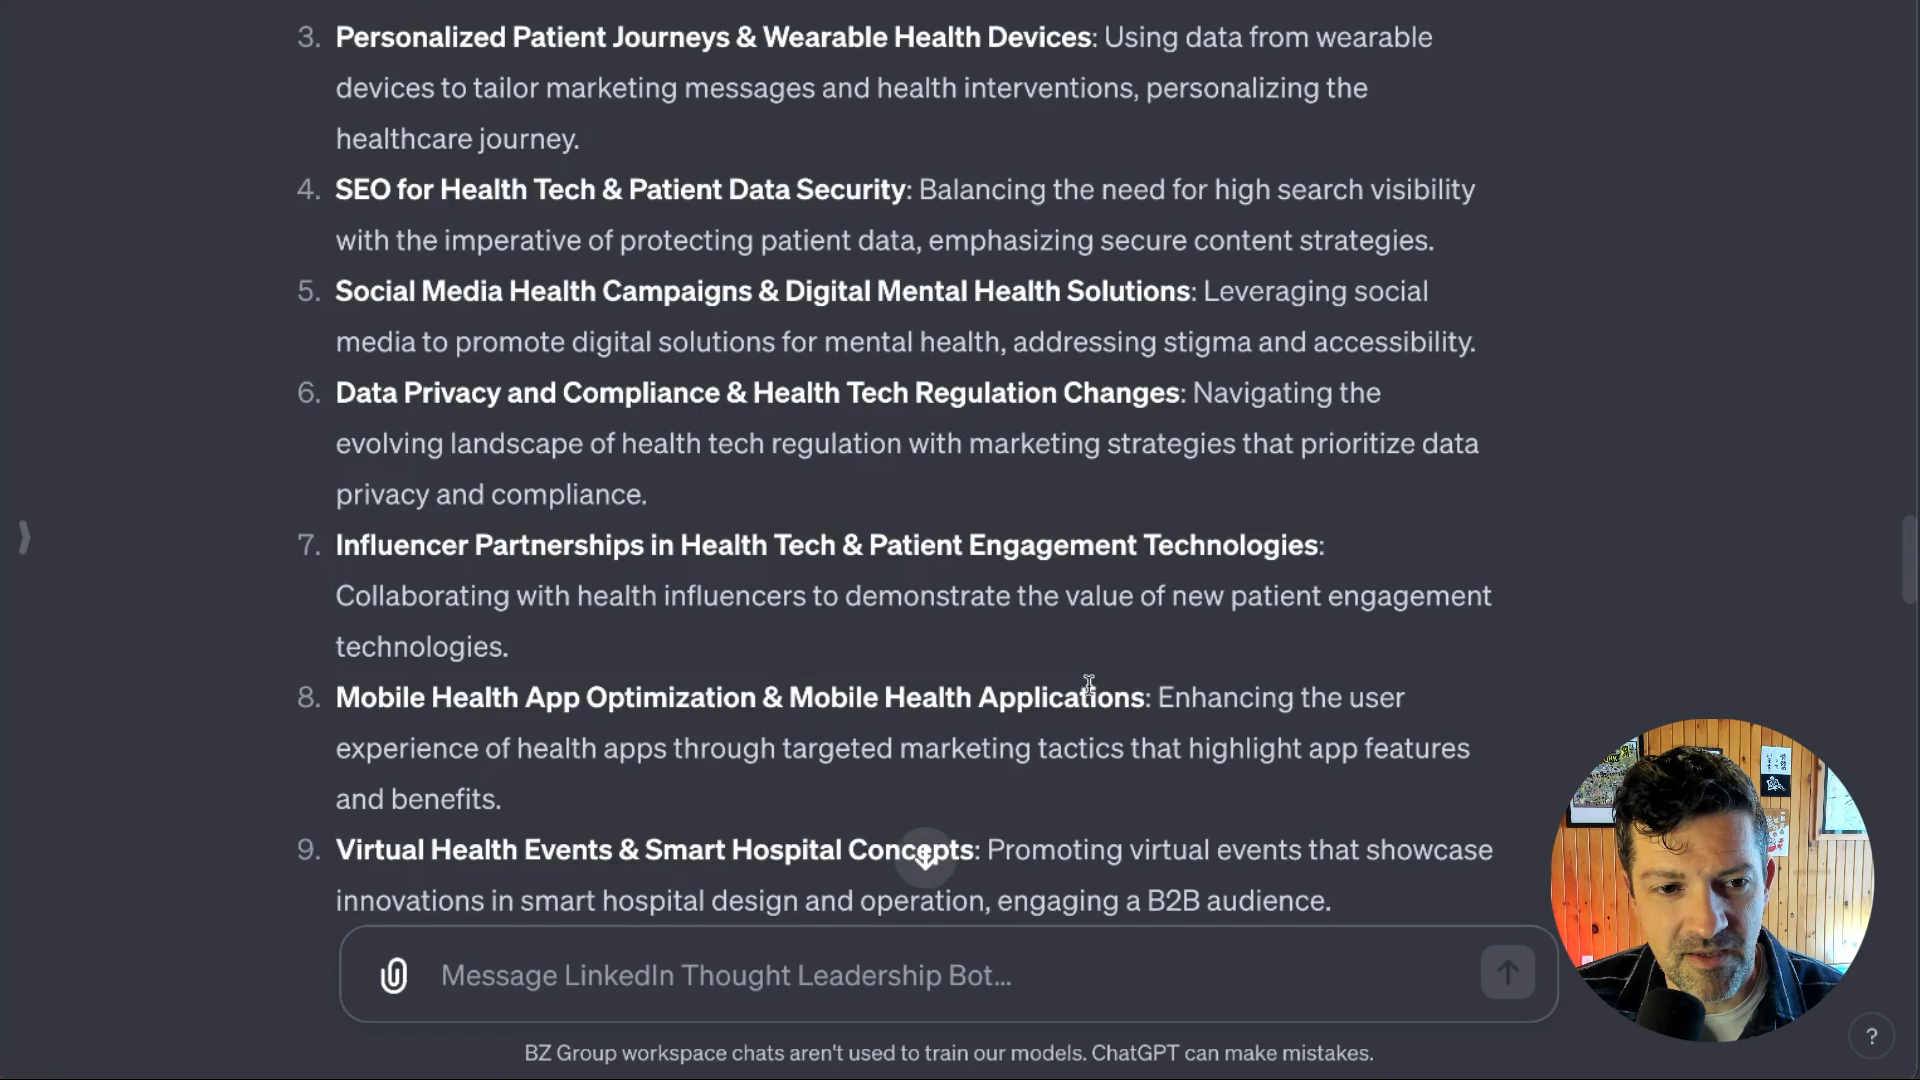 3. Personalized Patient Journeys & Wearable Health Devices: Using data from wearable
devices to tailor marketing messages and health interventions, personalizing the
healthcare journey.
4. SEO for Health Tech & Patient Data Security: Balancing the need for high search visibility
with the imperative of protecting patient data, emphasizing secure content strategies.
5. Social Media Health Campaigns & Digital Mental Health Solutions: Leveraging social
media to promote digital solutions for mental health, addressing stigma and accessibility.
6. Data Privacy and Compliance & Health Tech Regulation Changes: Navigating the
evolving landscape of health tech regulation with marketing strategies that prioritize data
privacy and compliance.
7. Influencer Partnerships in Health Tech & Patient Engagement Technologies:
Collaborating with health influencers to demonstrate the value of new patient engagement
technologies.
8. Mobile Health App Optimization & Mobile Health Applications: Enhancing the user
experience of health apps through targeted marketing tactics that highlight app features
and benefits.
9. Virtual Health Events & Smart Hospital Concepts: Promoting virtual events that showcase
innovations in smart hospital design and operation, engaging a B2B audience.
Message LinkedIn Thought Leadership Bot...
BZ Group workspace chats aren't used to train our models. ChatGPT can make mistakes.
?